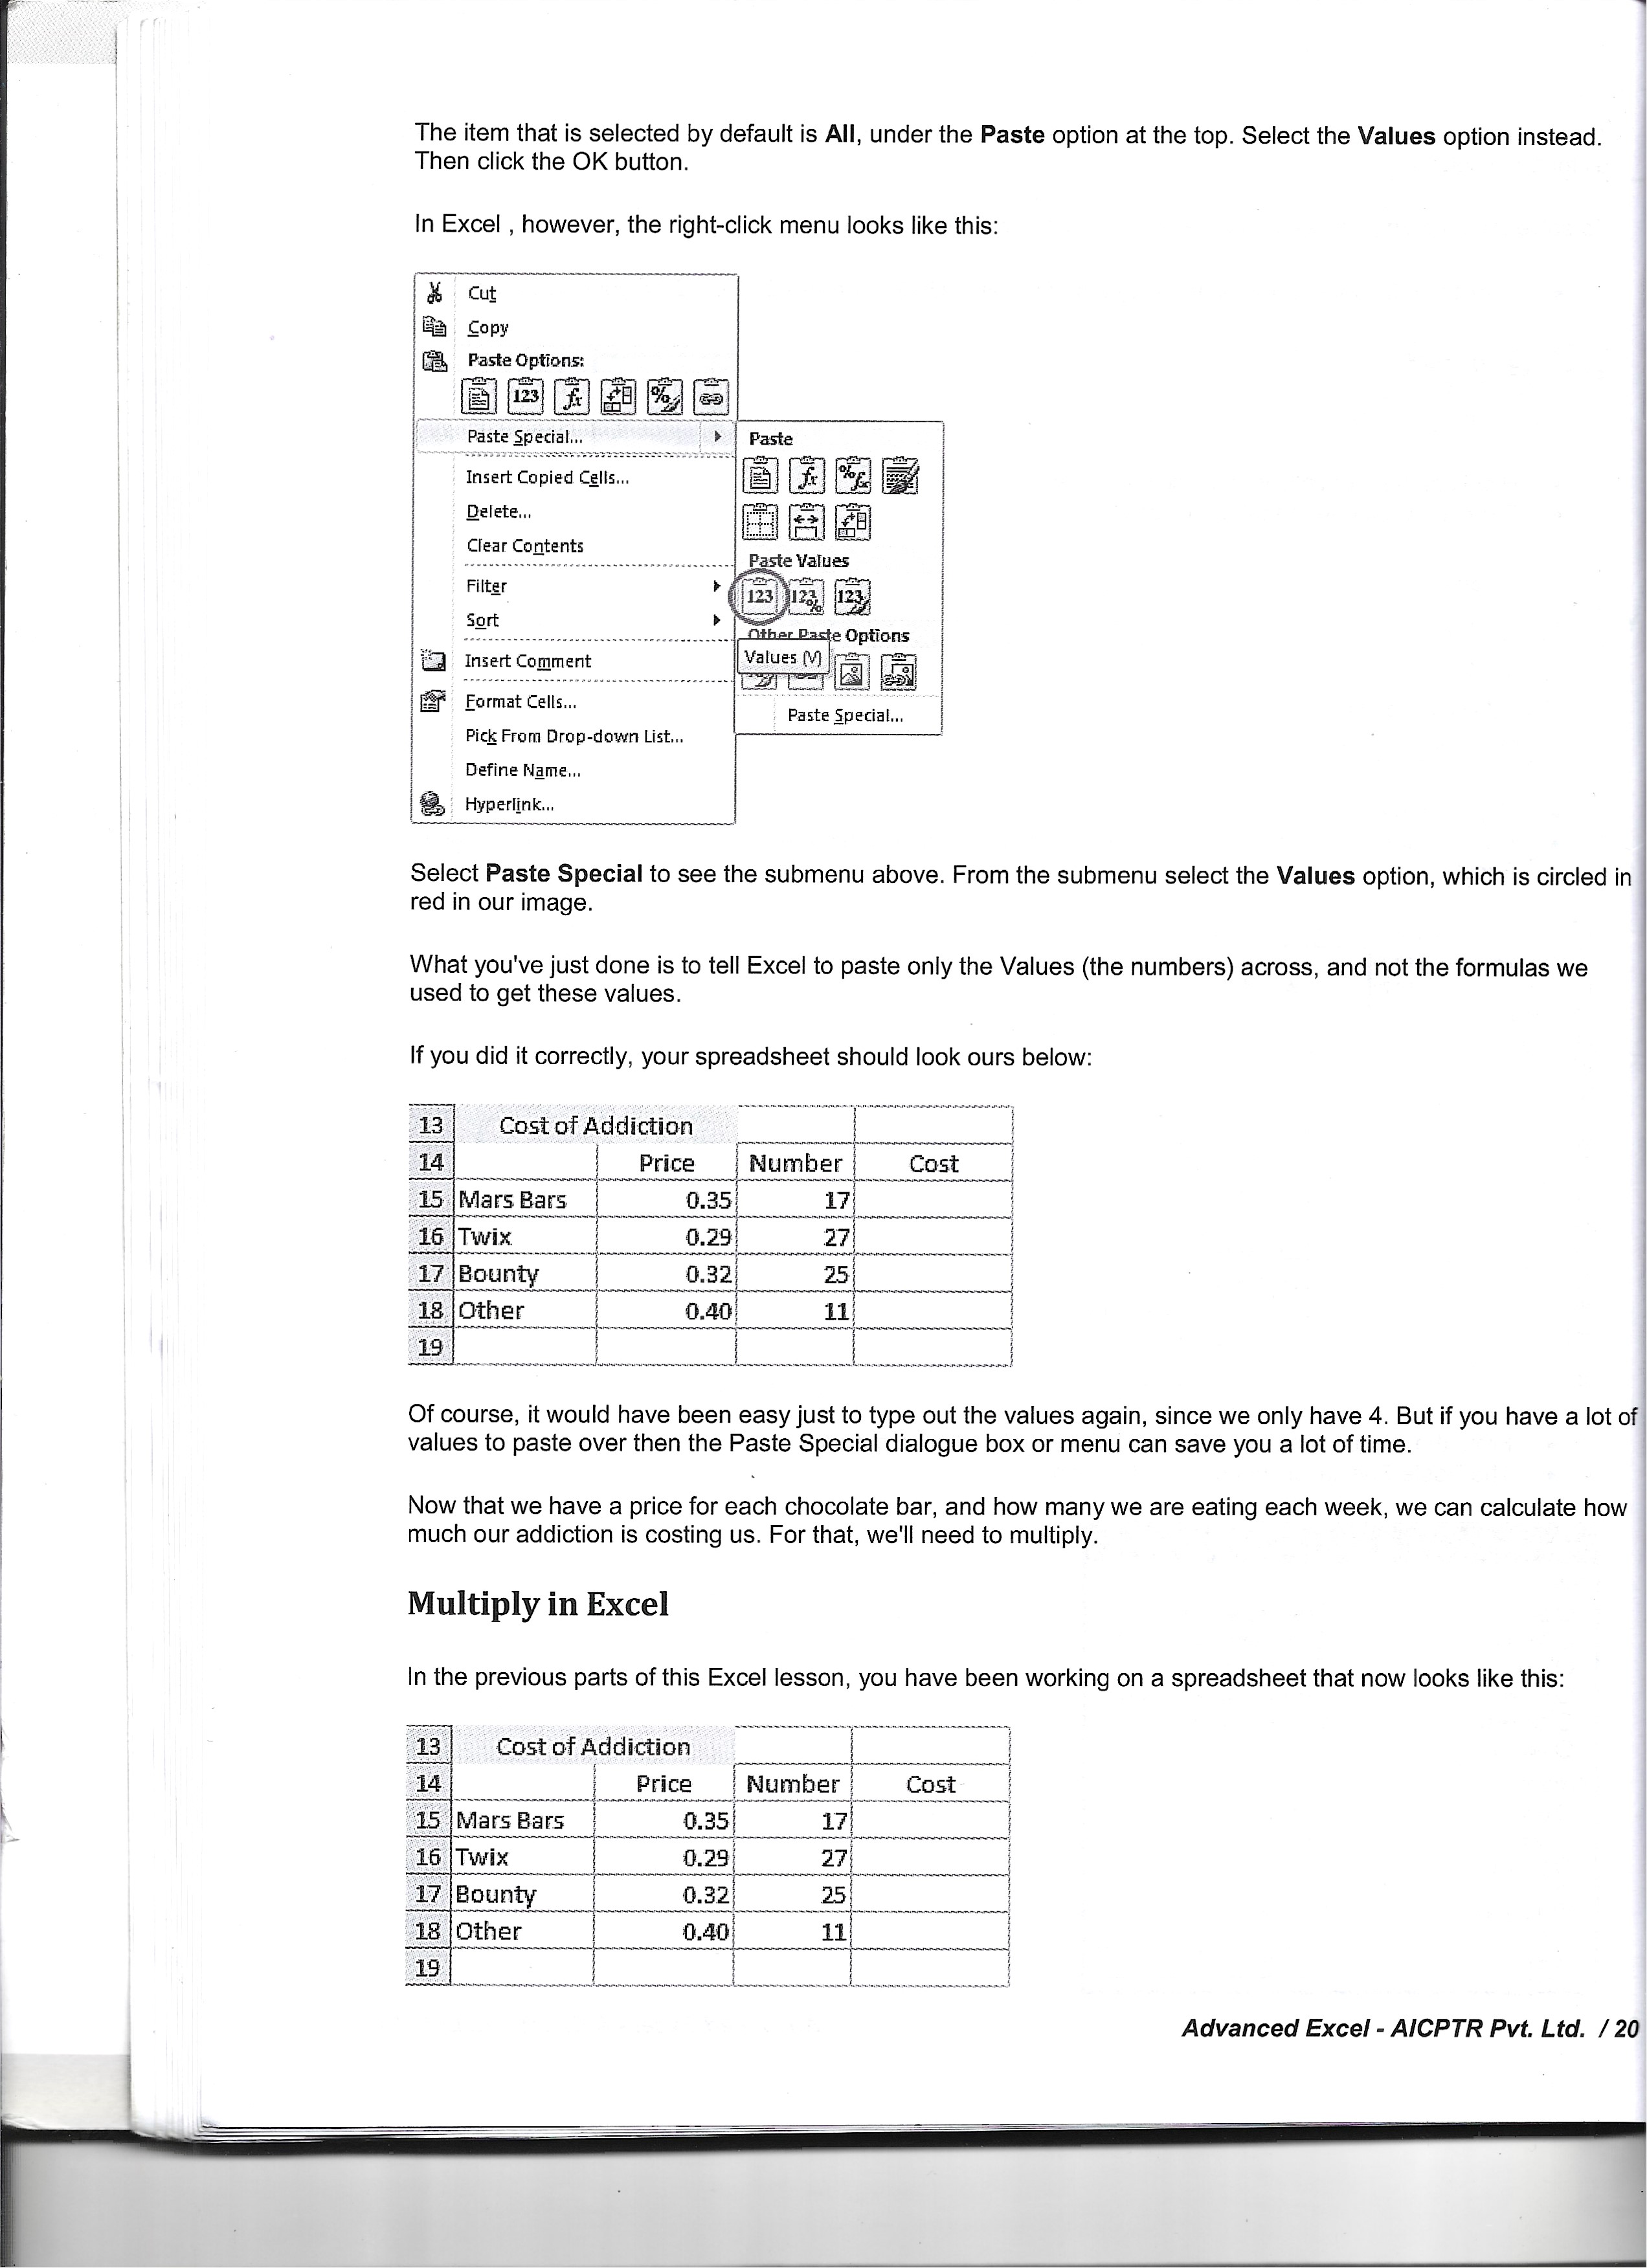 The item that is selected by default is All, under the Paste option at the top. Select the Values option instead.
Then click the OK button.
In Excel , however, the right-click menu looks like this:
Cut
Copy
Paste Options:
123
fx
%
Paste Special...
Insert Copied Cells...
Delete...
Clear Contents
Filter
Sort
Insert Comment
Format Cells...
Pick From Drop-down List...
Define Name...
Hyperlink...
Paste
fx %fx
Paste Values
123 123% 123
Other Paste Options
Values (V)
Paste Special...
Select Paste Special to see the submenu above. From the submenu select the Values option, which is circled in
red in our image.
What you've just done is to tell Excel to paste only the Values (the numbers) across, and not the formulas we
used to get these values.
If you did it correctly, your spreadsheet should look ours below:
13 Cost of Addiction
14 Price Number Cost
15 Mars Bars 0.35 17
16 Twix 0.29 27
17 Bounty 0.32 25
18 Other 0.40 11
19
Of course, it would have been easy just to type out the values again, since we only have 4. But if you have a lot of
values to paste over then the Paste Special dialogue box or menu can save you a lot of time.
Now that we have a price for each chocolate bar, and how many we are eating each week, we can calculate how
much our addiction is costing us. For that, we'll need to multiply.
Multiply in Excel
In the previous parts of this Excel lesson, you have been working on a spreadsheet that now looks like this:
13 Cost of Addiction
14 Price Number Cost
15 Mars Bars 0.35 17
16 Twix 0.29 27
17 Bounty 0.32 25
18 Other 0.40 11
19
Advanced Excel - AICPTR Pvt. Ltd. / 20